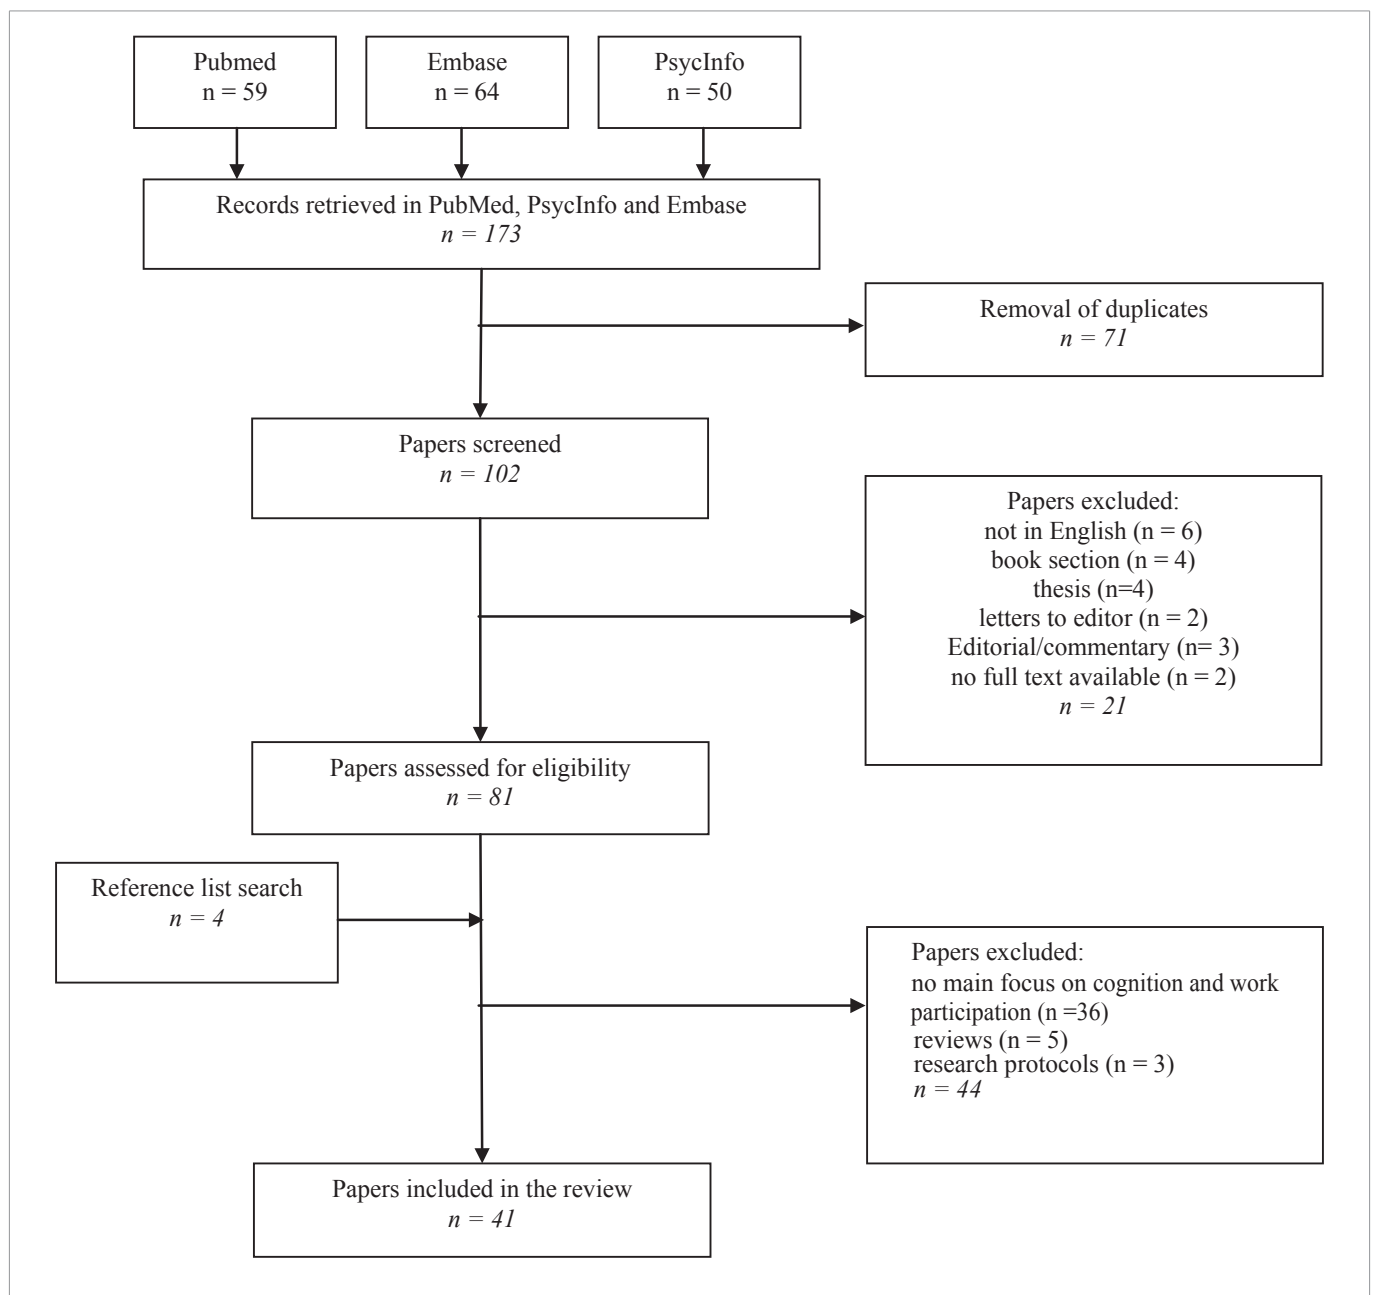 Pubmed
n = 59
Embase
n = 64
PsycInfo
n = 50
Records retrieved in PubMed, PsycInfo and Embase
n = 173
Removal of duplicates
n = 71
Papers screened
n = 102
Papers excluded:
not in English (n = 6)
book section (n = 4)
thesis (n=4)
letters to editor (n = 2)
Editorial/commentary (n= 3)
no full text available (n = 2)
n = 21
Papers assessed for eligibility
n = 81
Reference list search
n = 4
Papers excluded:
no main focus on cognition and work
participation (n =36)
reviews (n = 5)
research protocols (n = 3)
n = 44
Papers included in the review
n = 41